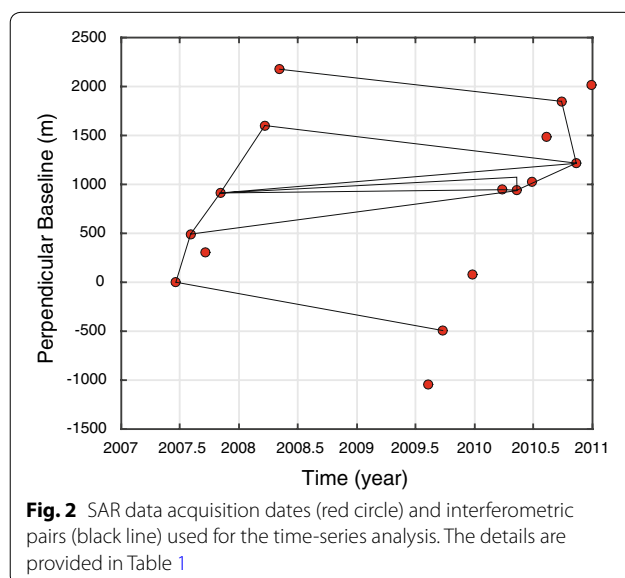 2500
2000
1500
1000
500
0
-500
-1000
-1500
Perpendicular Baseline (m)
2007 2007.5 2008 2008.5 2009 2009.5 2010 2010.5 2011
Time (year)
Fig. 2 SAR data acquisition dates (red circle) and interferometric
pairs (black line) used for the time-series analysis. The details are
provided in Table 1